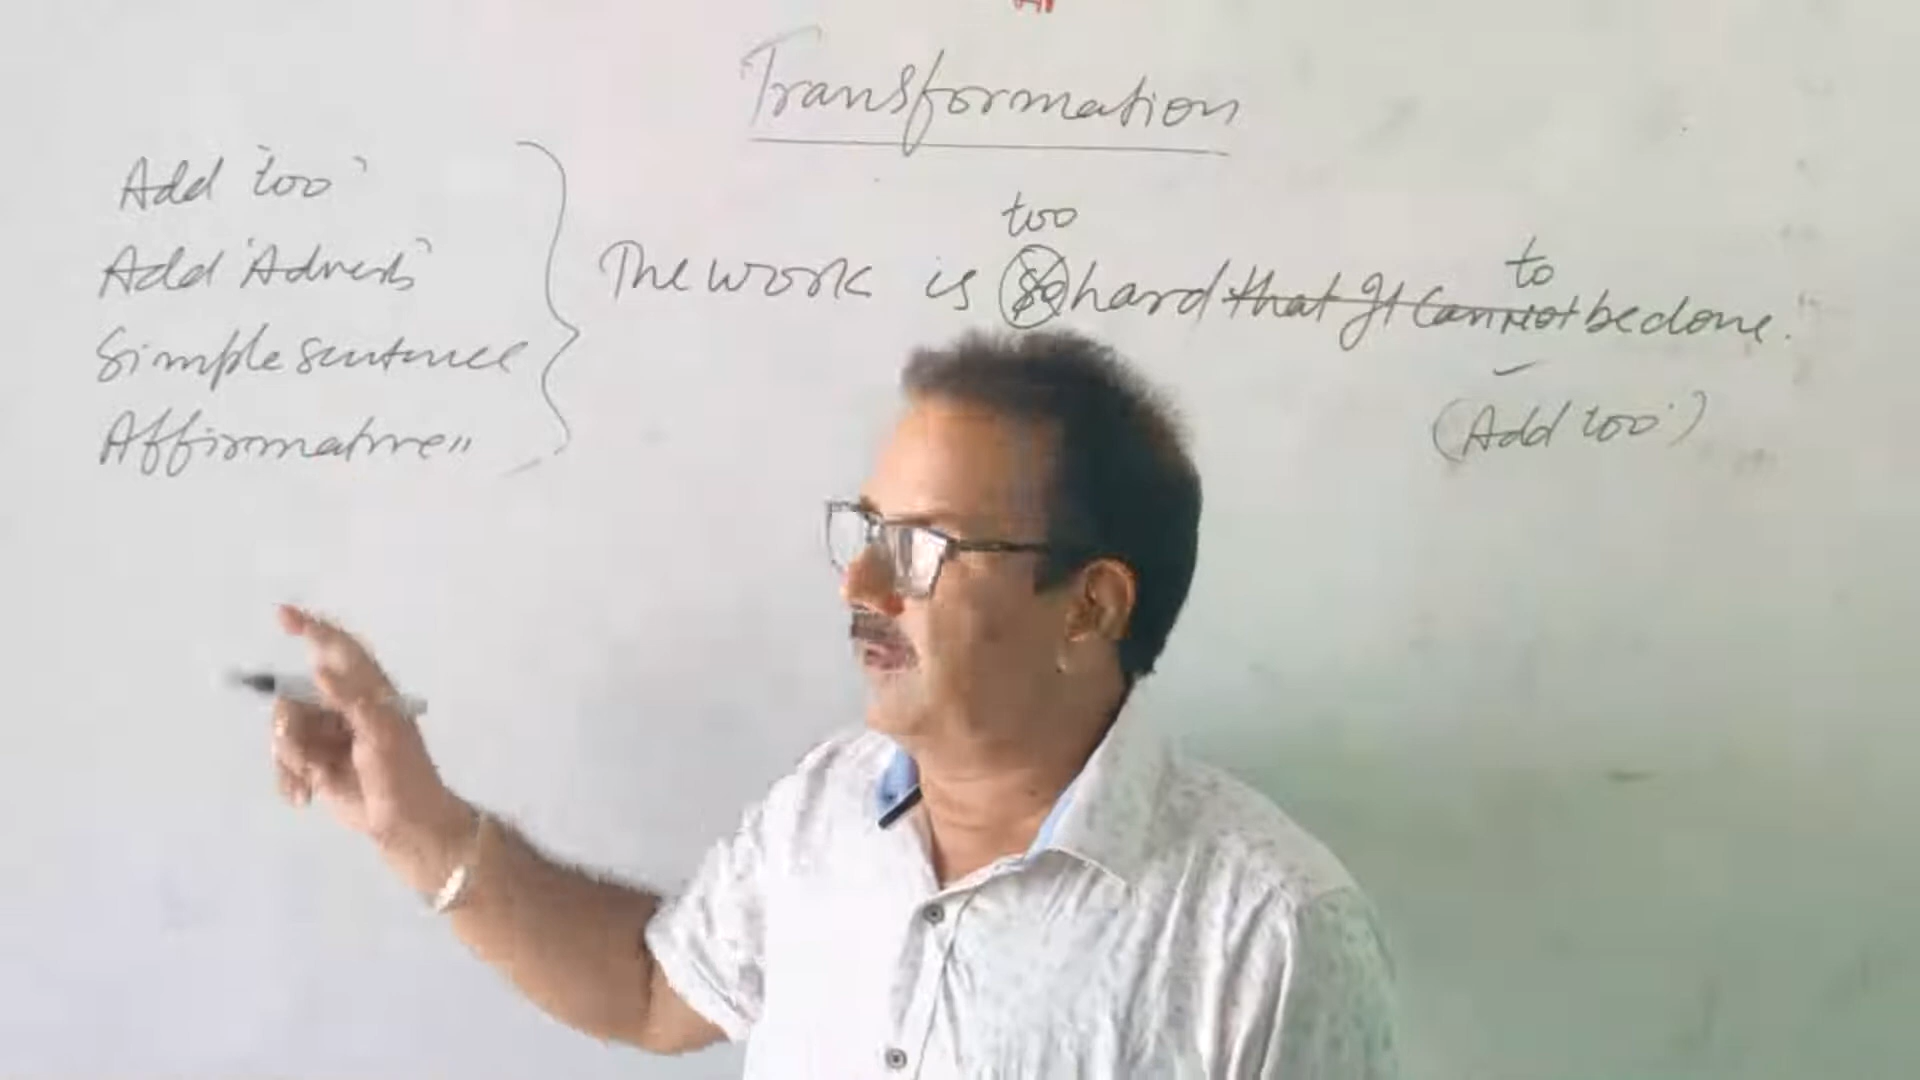 Transformation
Add 'too'
Add 'Adverb'
Simple sentence
Affirmative "
too
to
The work is so hard that It Cannot be done.
(Add 'too')